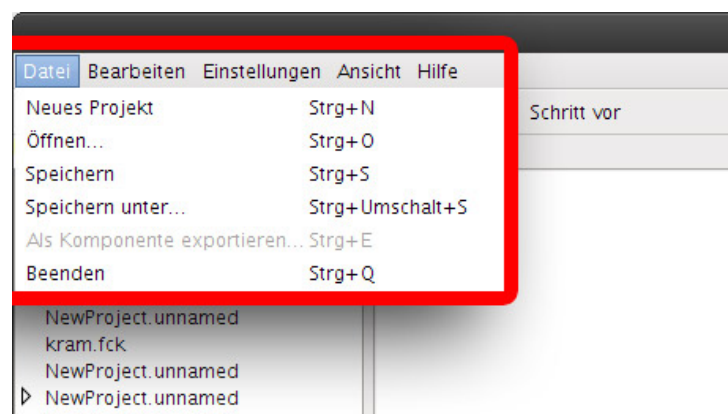 Datei Bearbeiten Einstellungen Ansicht Hilfe
Neues Projekt Strg+N
Schritt vor
Öffnen... Strg+O
Speichern Strg+S
Speichern unter... Strg+Umschalt+S
Als Komponente exportieren... Strg+E
Beenden Strg+Q
NewProject.unnamed
kram.fck
NewProject.unnamed
NewProject.unnamed